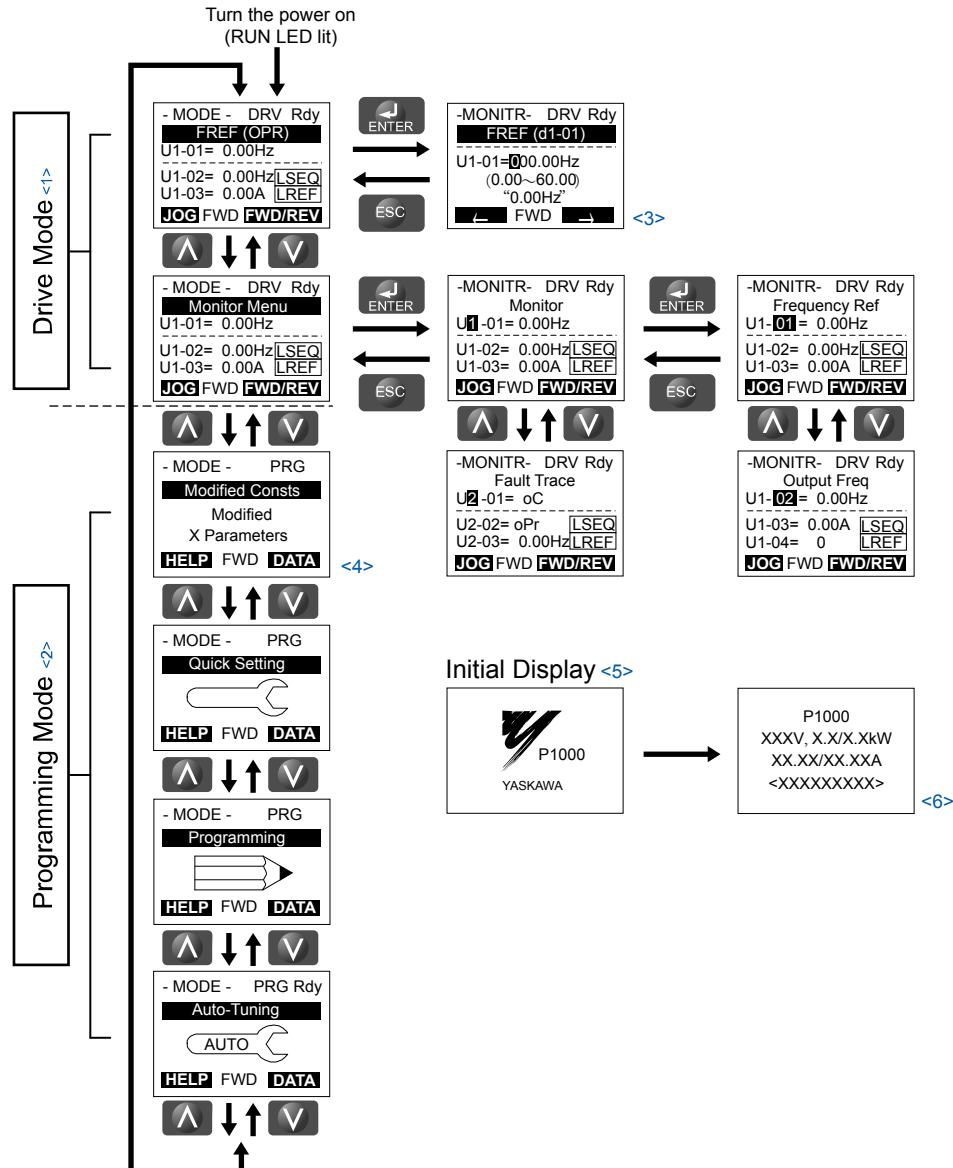 Turn the power on
(RUN LED lit)
Drive Mode <1>
- MODE - DRV Rdy
FREF (OPR)
U1-01= 0.00Hz
U1-02= 0.00Hz LSEQ
U1-03= 0.00A LREF
JOG FWD FWD/REV
ENTER
ESC
-MONITR- DRV Rdy
FREF (d1-01)
U1-01=000.00Hz
(0.00~60.00)
“0.00Hz”
← FWD →
<3>
- MODE - DRV Rdy
Monitor Menu
U1-01= 0.00Hz
U1-02= 0.00Hz LSEQ
U1-03= 0.00A LREF
JOG FWD FWD/REV
ENTER
ESC
-MONITR- DRV Rdy
Monitor
U1 -01= 0.00Hz
U1-02= 0.00Hz LSEQ
U1-03= 0.00A LREF
JOG FWD FWD/REV
ENTER
ESC
-MONITR- DRV Rdy
Frequency Ref
U1- 01 = 0.00Hz
U1-02= 0.00Hz LSEQ
U1-03= 0.00A LREF
JOG FWD FWD/REV
-MONITR- DRV Rdy
Fault Trace
U2 -01= oC
U2-02= oPr LSEQ
U2-03= 0.00Hz LREF
JOG FWD FWD/REV
-MONITR- DRV Rdy
Output Freq
U1- 02 = 0.00Hz
U1-03= 0.00A LSEQ
U1-04= 0 LREF
JOG FWD FWD/REV
Programming Mode <2>
- MODE - PRG
Modified Consts
Modified
X Parameters
HELP FWD DATA
<4>
- MODE - PRG
Quick Setting
HELP FWD DATA
- MODE - PRG
Programming
HELP FWD DATA
- MODE - PRG Rdy
Auto-Tuning
AUTO
HELP FWD DATA
Initial Display <5>
P1000
YASKAWA
P1000
XXXV, X.X/X.XkW
XX.XX/XX.XXA
<XXXXXXXXX>
<6>